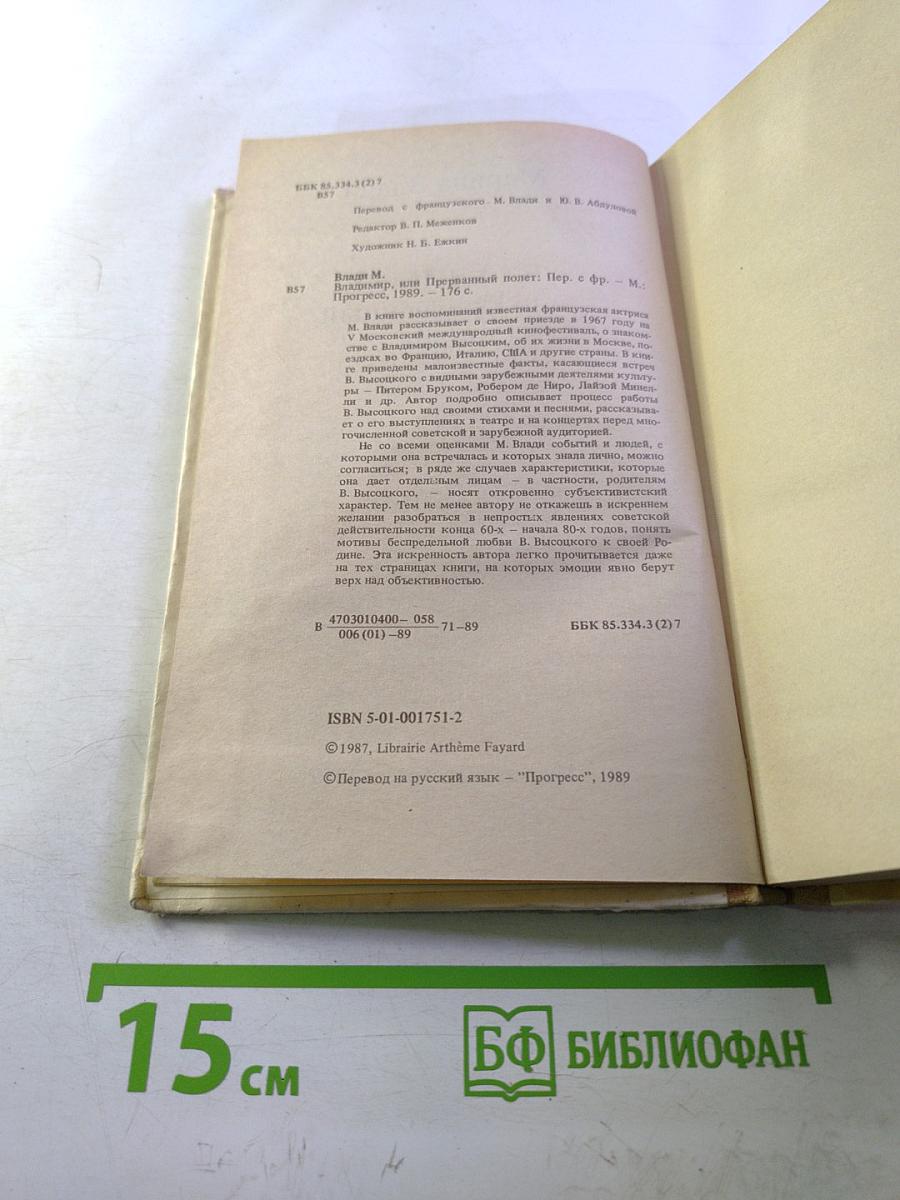 ББК 85.334.3(2)7
В57
Перевод с французского М. Влади и Ю. В. Абдуловой
Редактор В. П. Меженков
Художник Н. Б. Ежкин
Влади М.
В57 Владимир, или Прерванный полет: Пер. с фр. – М.:
Прогресс, 1989. – 176 с.
В книге воспоминаний известная французская актриса
М. Влади рассказывает о своем приезде в 1967 году на
V Московский международный кинофестиваль, о знаком-
стве с Владимиром Высоцким, об их жизни в Москве, по-
ездках во Францию, Италию, США и другие страны. В кни-
ге приведены малоизвестные факты, касающиеся встреч
В. Высоцкого с видными зарубежными деятелями культу-
ры – Питером Бруком, Робером де Ниро, Лайзой Минел-
ли и др. Автор подробно описывает процесс работы
В. Высоцкого над своими стихами и песнями, рассказыва-
ет о его выступлениях в театре и на концертах перед мно-
гочисленной советской и зарубежной аудиторией.
Не со всеми оценками М. Влади событий и людей, с
которыми она встречалась и которых знала лично, можно
согласиться; в ряде же случаев характеристики, которые
она дает отдельным лицам – в частности, родителям
В. Высоцкого, – носят откровенно субъективистский
характер. Тем не менее автору не откажешь в искреннем
желании разобраться в непростых явлениях советской
действительности конца 60-х – начала 80-х годов, понять
мотивы беспредельной любви В. Высоцкого к своей Ро-
дине. Эта искренность автора легко прочитывается даже
на тех страницах книги, на которых эмоции явно берут
верх над объективностью.
4703010400– 058
В 71–89 ББК 85.334.3(2)7
006(01)–89
ISBN 5-01-001751-2
©1987, Librairie Arthème Fayard
©Перевод на русский язык – "Прогресс", 1989
15 см
БФ БИБЛИОФАН